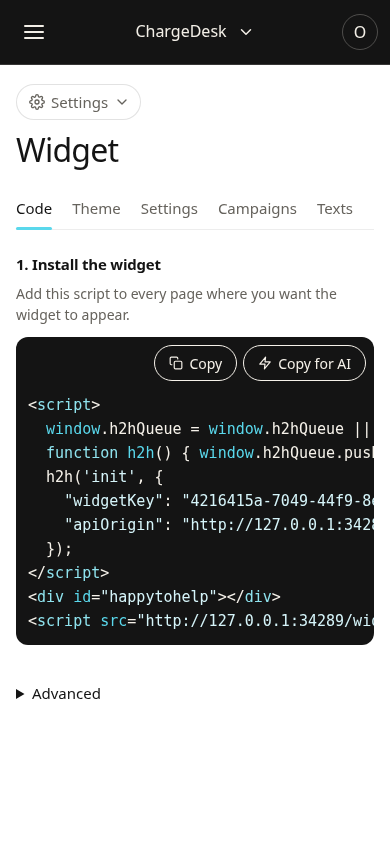 ChargeDesk
O
Settings
Widget
Code Theme Settings Campaigns Texts
1. Install the widget
Add this script to every page where you want the
widget to appear.
Copy Copy for AI
<script>
window.h2hQueue = window.h2hQueue ||
function h2h() { window.h2hQueue.push
h2h('init', {
"widgetKey": "4216415a-7049-44f9-8
"apiOrigin": "http://127.0.0.1:3428
});
</script>
<div id="happytohelp"></div>
<script src="http://127.0.0.1:34289/wi
Advanced